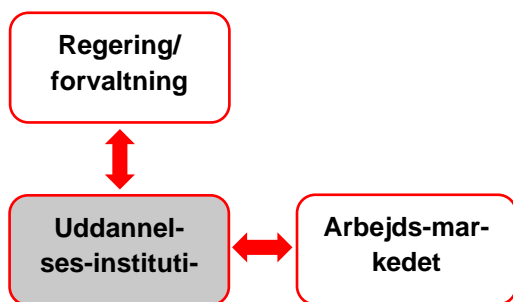 Regering/
forvaltning
Uddannel-
ses-instituti-
Arbejds-mar-
kedet